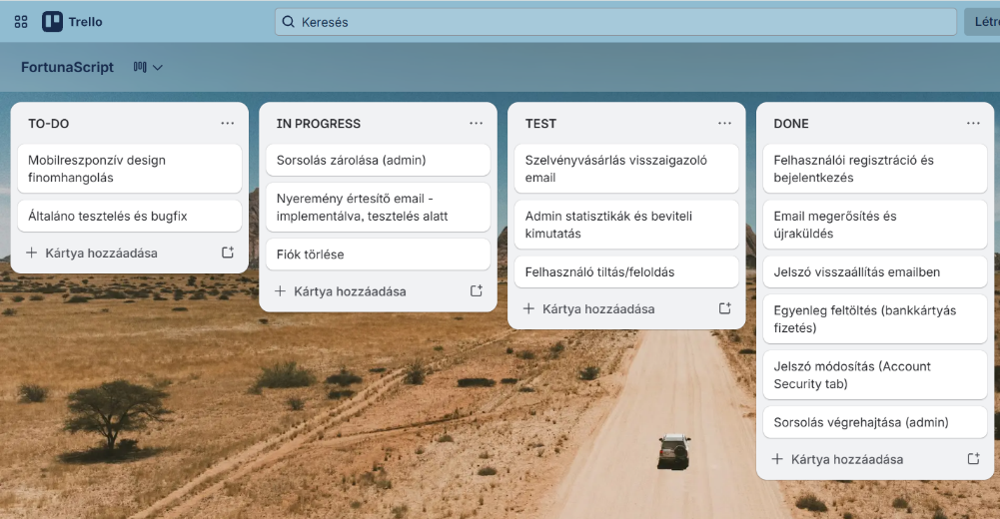 Trello
Keresés
FortunaScript
TO-DO
Mobilreszponzív design
finomhangolás
Általáno tesztelés és bugfix
Kártya hozzáadása
IN PROGRESS
Sorsolás zárolása (admin)
Nyeremény értesítő email -
implementálva, tesztelés alatt
Fiók törlése
Kártya hozzáadása
TEST
Szelvényvásárlás visszaigazoló
email
Admin statisztikák és beviteli
kimutatás
Felhasználó tiltás/feloldás
Kártya hozzáadása
DONE
Felhasználói regisztráció és
bejelentkezés
Email megerősítés és
újraküldés
Jelszó visszaállítás emailben
Egyenleg feltöltés (bankkártyás
fizetés)
Jelszó módosítás (Account
Security tab)
Sorsolás végrehajtása (admin)
Kártya hozzáadása